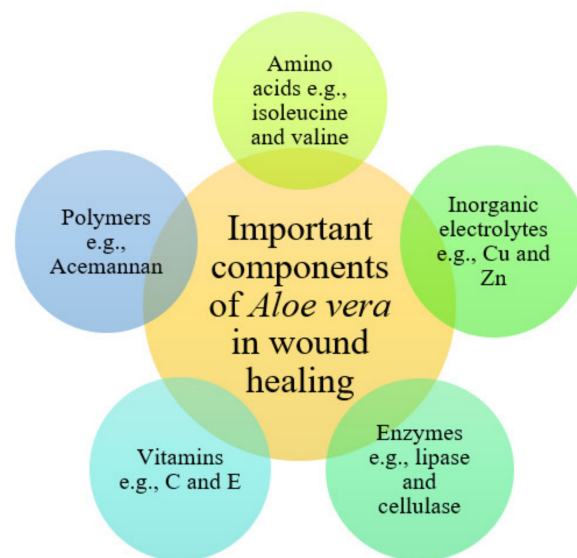 Amino
acids e.g.,
isoleucine
and valine
Inorganic
electrolytes
e.g., Cu and
Zn
Enzymes
e.g., lipase
and
cellulase
Vitamins
e.g., C and E
Polymers
e.g.,
Acemannan
Important
components
of Aloe vera
in wound
healing